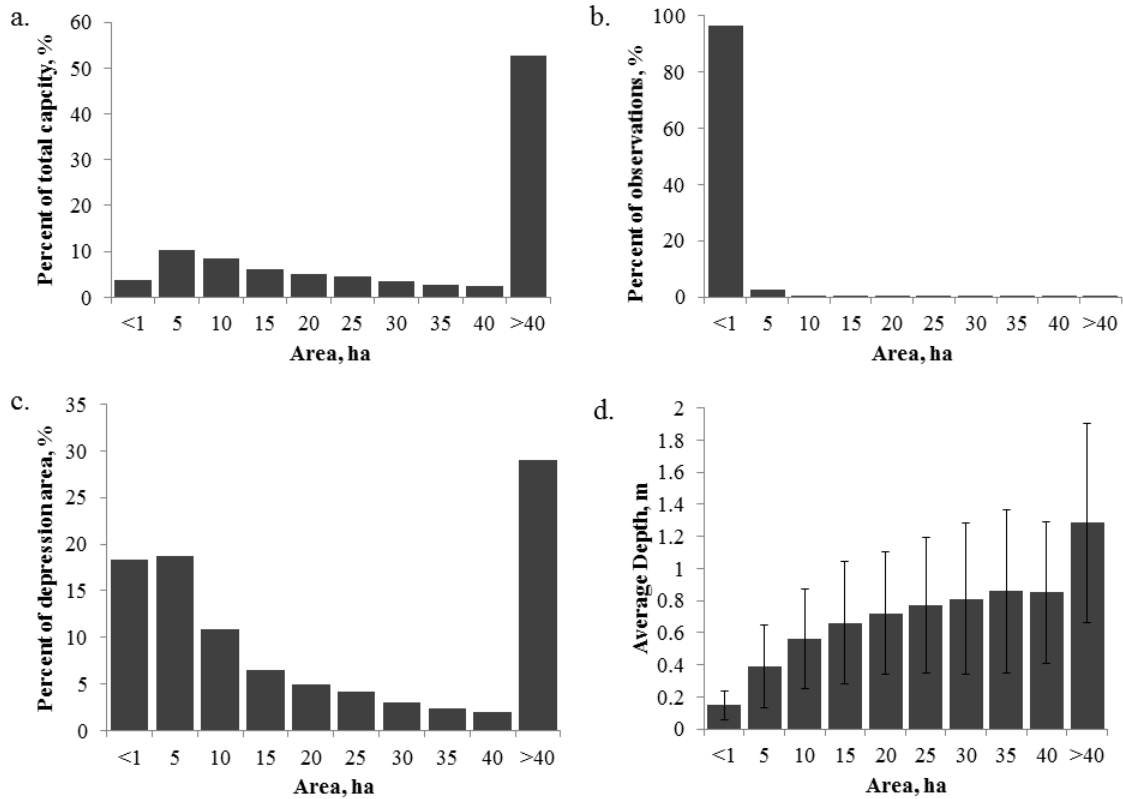 a.
Percent of total capcity, %
60
50
40
30
20
10
0
<1 5 10 15 20 25 30 35 40 >40
Area, ha
b.
Percent of observations, %
100
80
60
40
20
0
<1 5 10 15 20 25 30 35 40 >40
Area, ha
c.
Percent of depression area, %
35
30
25
20
15
10
5
0
<1 5 10 15 20 25 30 35 40 >40
Area, ha
d.
Average Depth, m
2
1.8
1.6
1.4
1.2
1
0.8
0.6
0.4
0.2
0
<1 5 10 15 20 25 30 35 40 >40
Area, ha